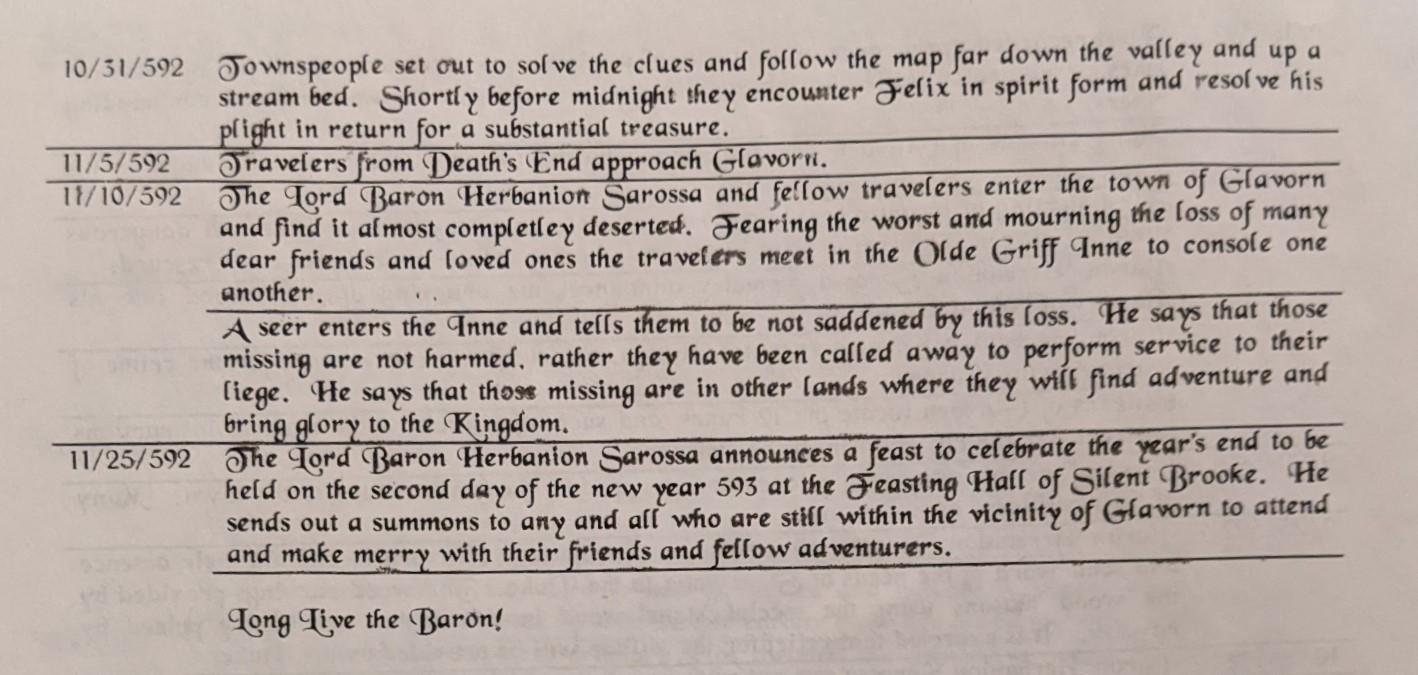 10/31/592 Townspeople set out to solve the clues and follow the map far down the valley and up a
stream bed. Shortly before midnight they encounter Felix in spirit form and resolve his
plight in return for a substantial treasure.
11/5/592 Travelers from Death's End approach Glavorn.
11/10/592 The Lord Baron Herbanion Sarossa and fellow travelers enter the town of Glavorn
and find it almost completley deserted. Fearing the worst and mourning the loss of many
dear friends and loved ones the travelers meet in the Olde Griff Inne to console one
another.
A seer enters the Inne and tells them to be not saddened by this loss. He says that those
missing are not harmed, rather they have been called away to perform service to their
liege. He says that those missing are in other lands where they will find adventure and
bring glory to the Kingdom.
11/25/592 The Lord Baron Herbanion Sarossa announces a feast to celebrate the year's end to be
held on the second day of the new year 593 at the Feasting Hall of Silent Brooke. He
sends out a summons to any and all who are still within the vicinity of Glavorn to attend
and make merry with their friends and fellow adventurers.
Long Live the Baron!